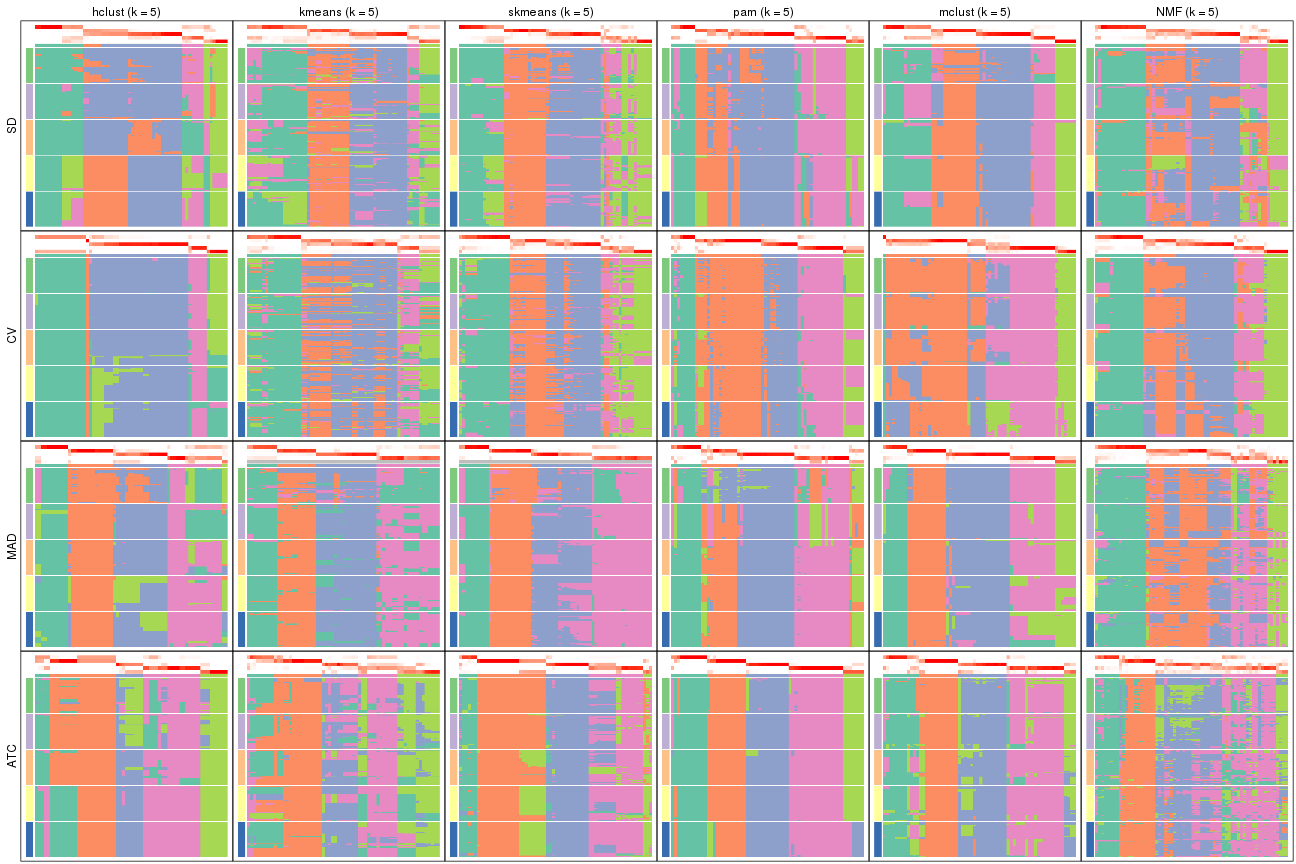 hclust (k = 5)
kmeans (k = 5)
skmeans (k = 5)
pam (k = 5)
mclust (k = 5)
NMF (k = 5)
SD
CV
MAD
ATC